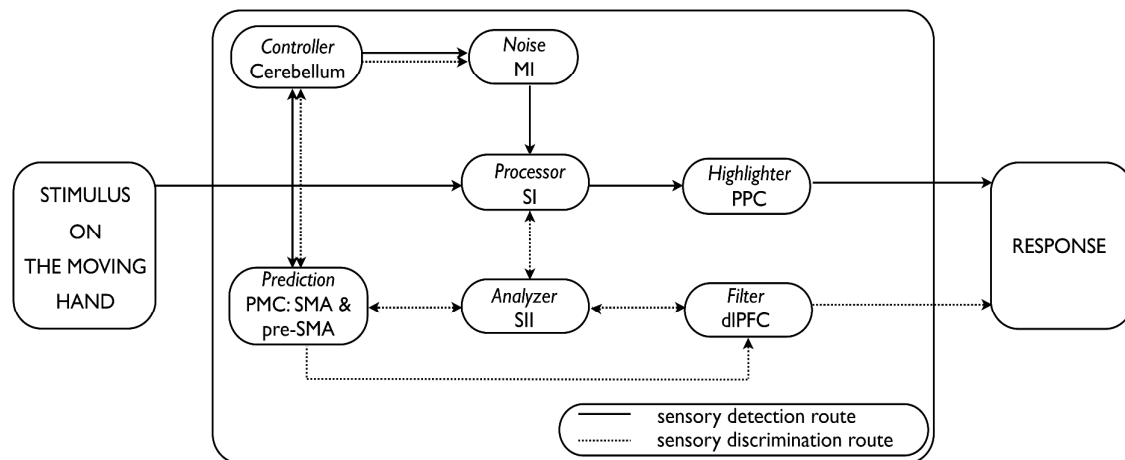 Controller
Cerebellum
Noise
MI
STIMULUS
ON
THE MOVING
HAND
Processor
SI
Highlighter
PPC
RESPONSE
Prediction
PMC: SMA &
pre-SMA
Analyzer
SII
Filter
dlPFC
sensory detection route
sensory discrimination route